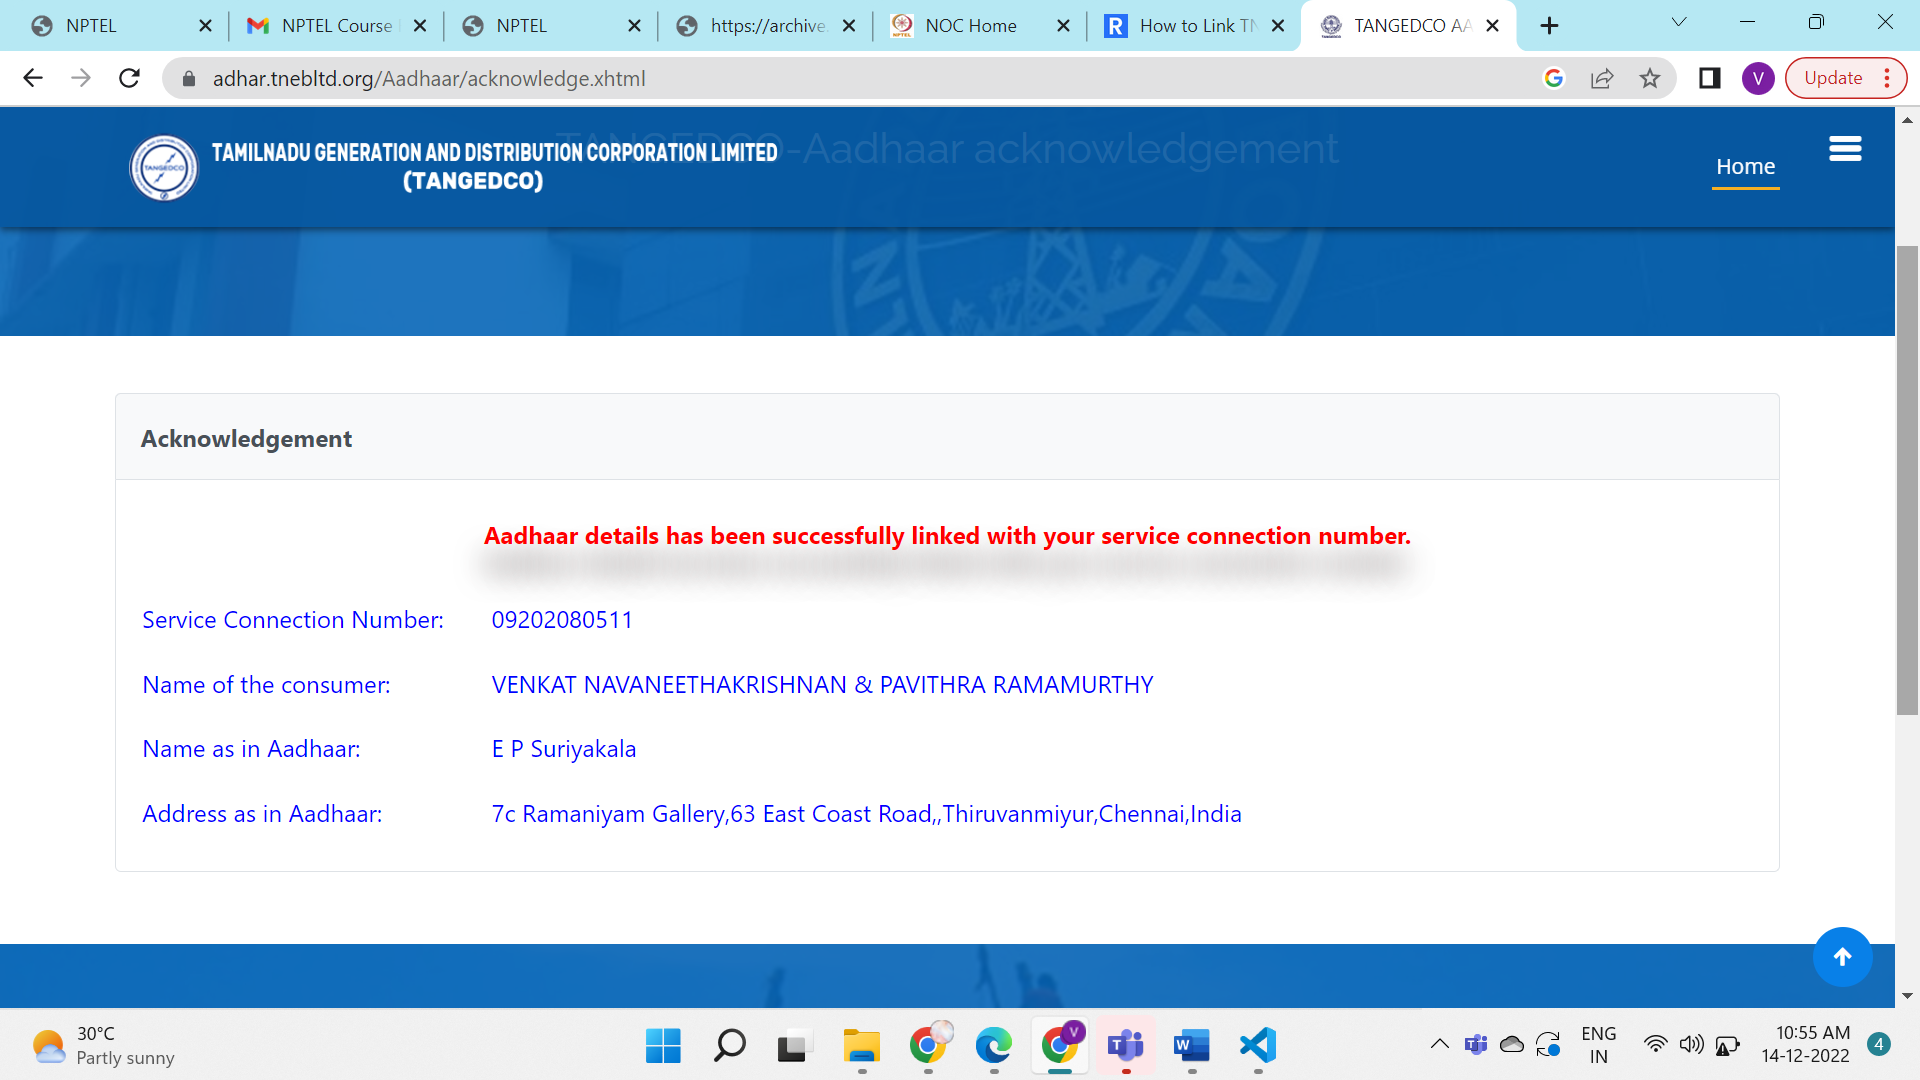 NPTEL
NPTEL Course
NPTEL
https://archive.
NOC Home
How to Link TN
TANGEDCO AA
adhar.tnebltd.org/Aadhaar/acknowledge.xhtml
V
Update
TANGEDCO-Aadhaar acknowledgement
TAMILNADU GENERATION AND DISTRIBUTION CORPORATION LIMITED
(TANGEDCO)
Home
Acknowledgement
Aadhaar details has been successfully linked with your service connection number.
Service Connection Number: 09202080511
Name of the consumer: VENKAT NAVANEETHAKRISHNAN & PAVITHRA RAMAMURTHY
Name as in Aadhaar: E P Suriyakala
Address as in Aadhaar: 7c Ramaniyam Gallery,63 East Coast Road,,Thiruvanmiyur,Chennai,India
30°C
Partly sunny
ENG
IN
10:55 AM
14-12-2022
4